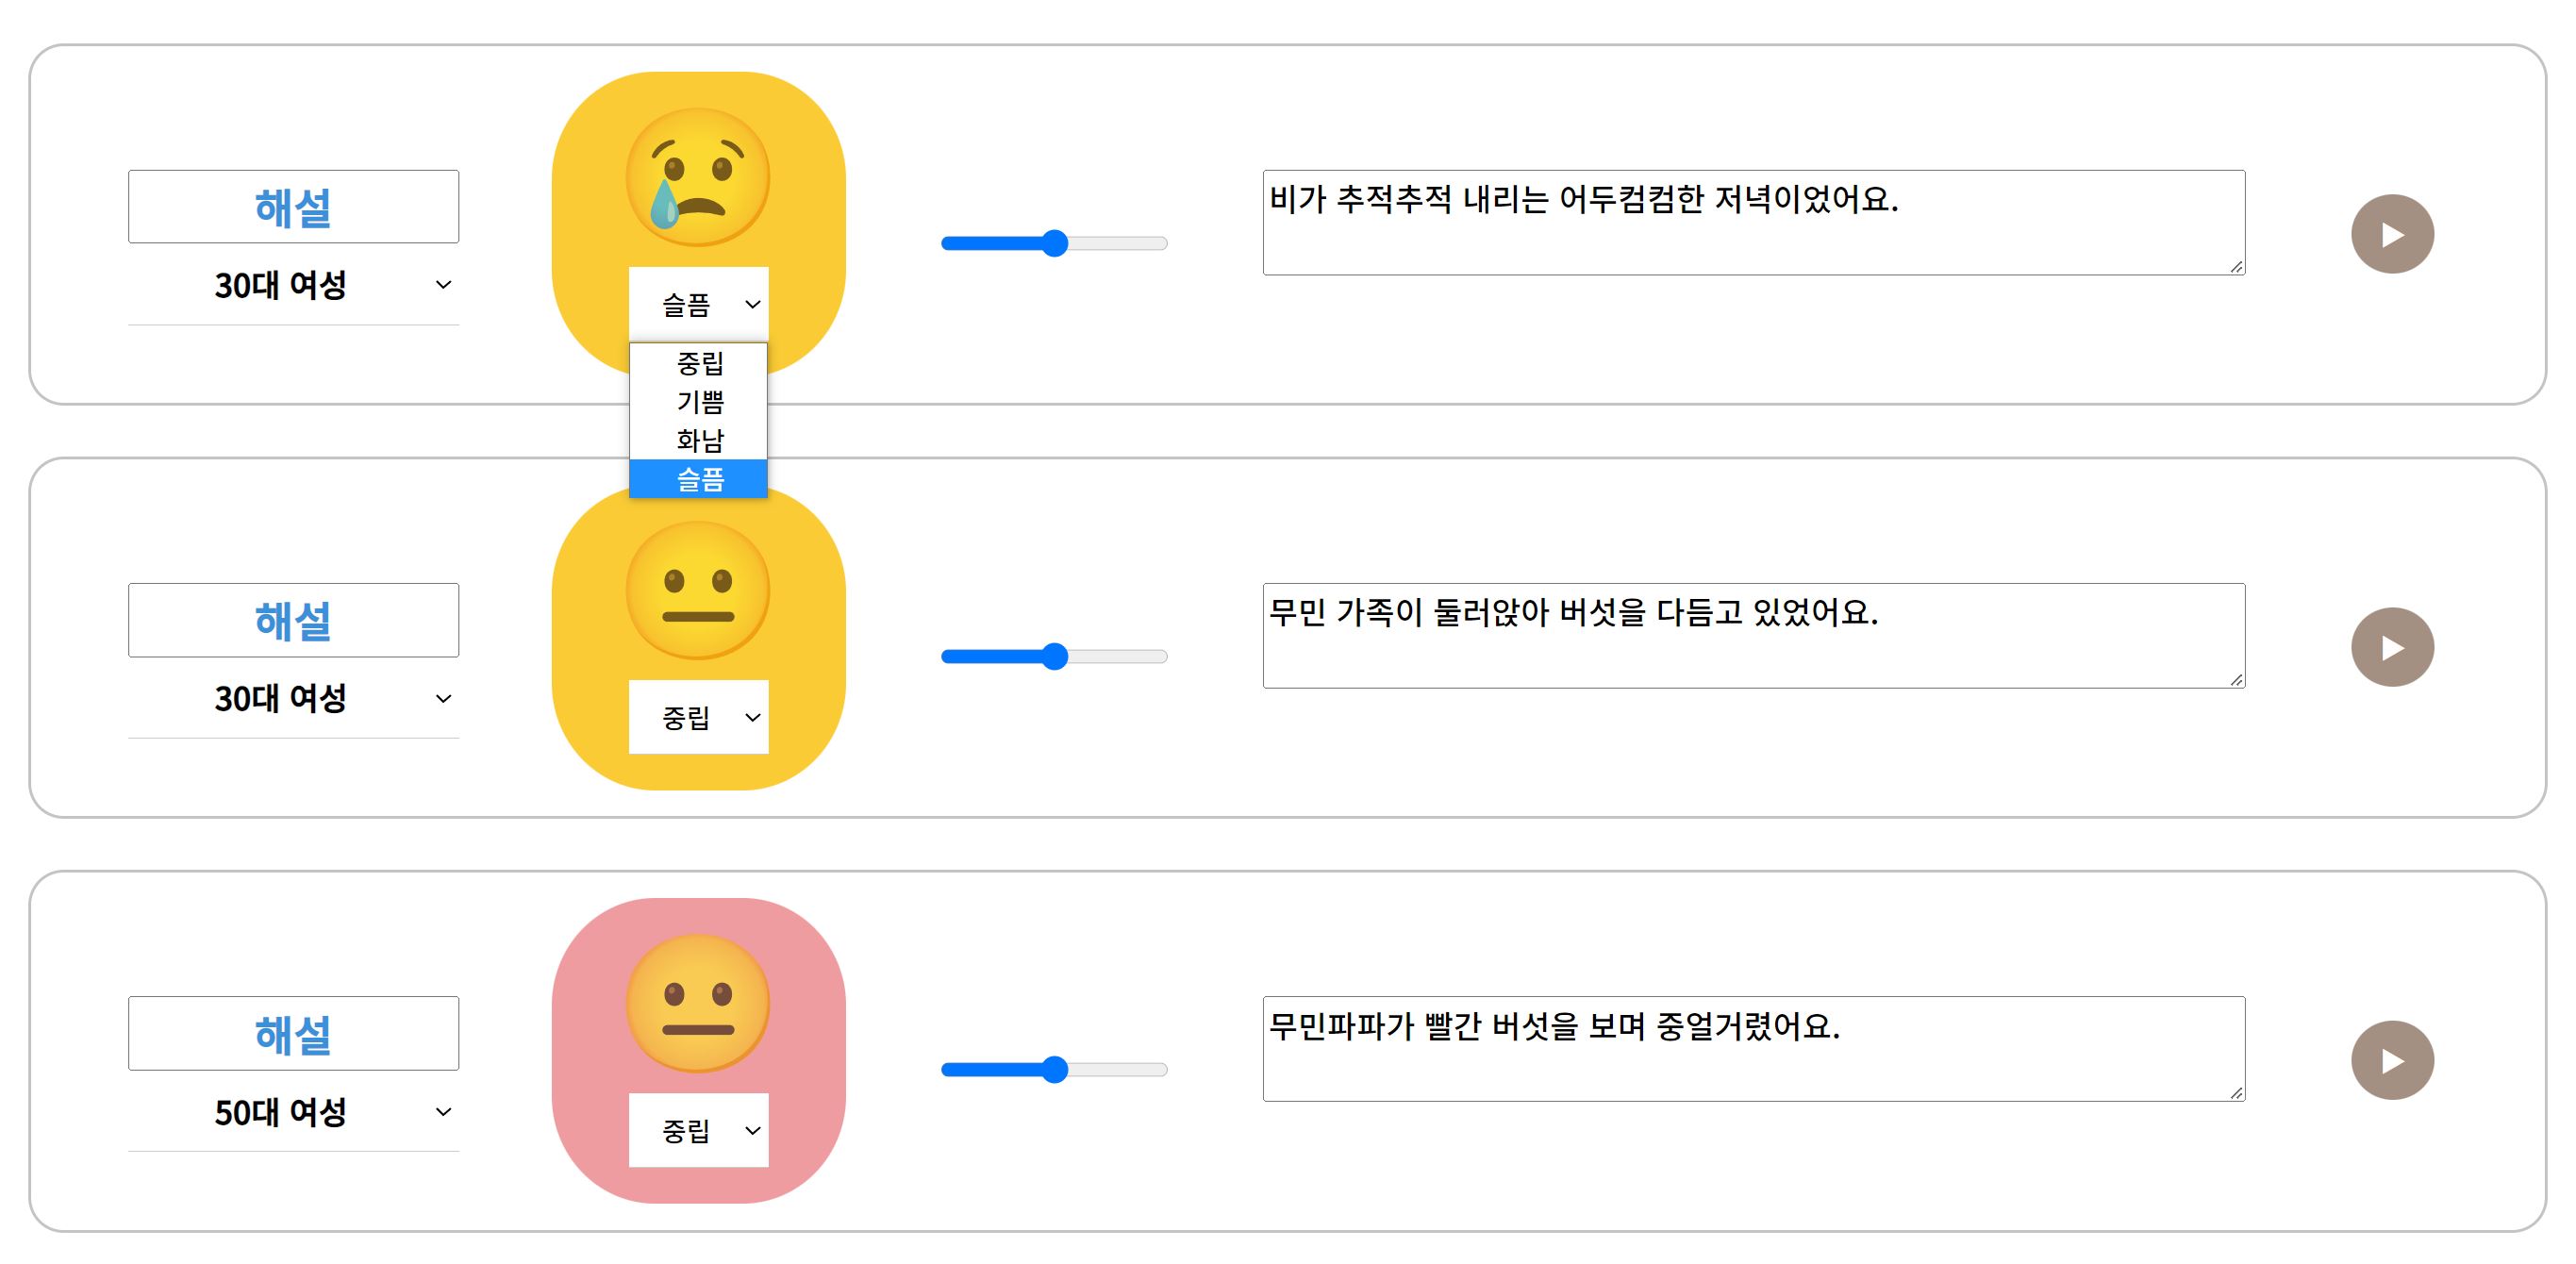 해설
30대 여성
슬픔
중립
기쁨
화남
슬픔
비가 추적추적 내리는 어두컴컴한 저녁이었어요.
해설
30대 여성
중립
무민 가족이 둘러앉아 버섯을 다듬고 있었어요.
해설
50대 여성
중립
무민파파가 빨간 버섯을 보며 중얼거렸어요.